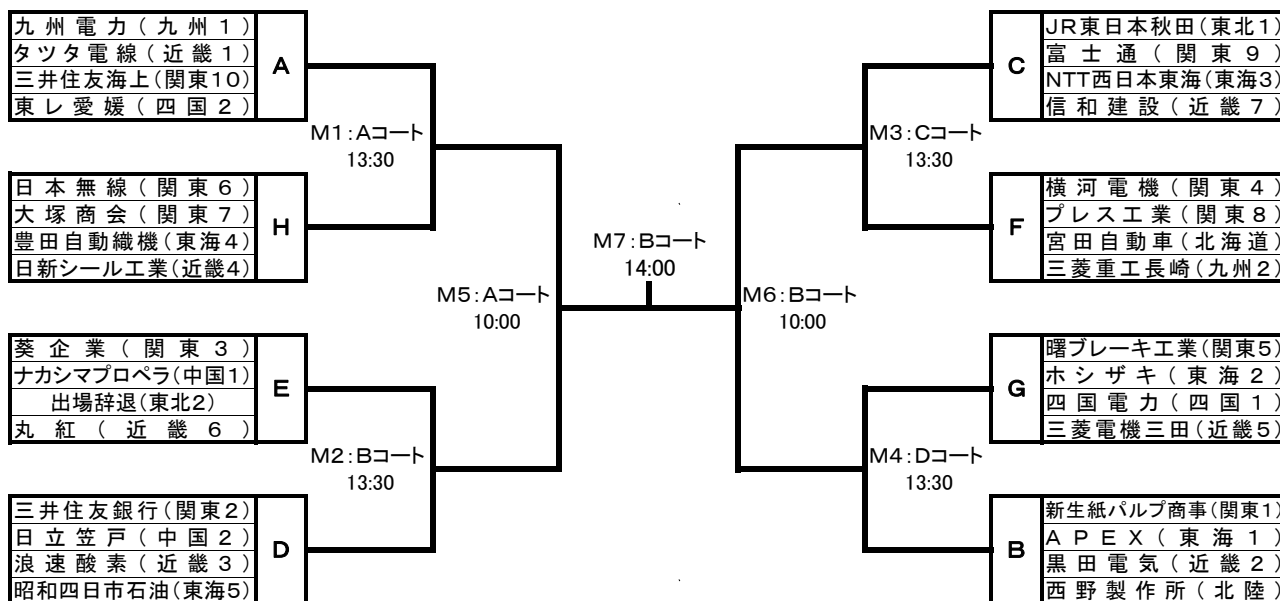 九州電力(九州1)
タツタ電線(近畿1)
三井住友海上(関東10)
東レ愛媛(四国2)
A
M1:Aコート
13:30
日本無線(関東6)
大塚商会(関東7)
豊田自動織機(東海4)
日新シール工業(近畿4)
H
M5:Aコート
10:00
葵企業(関東3)
ナカシマプロペラ(中国1)
出場辞退(東北2)
丸紅(近畿6)
E
M2:Bコート
13:30
三井住友銀行(関東2)
日立笠戸(中国2)
浪速酸素(近畿3)
昭和四日市石油(東海5)
D
M7:Bコート
14:00
C
JR東日本秋田(東北1)
富士通(関東9)
NTT西日本東海(東海3)
信和建設(近畿7)
M3:Cコート
13:30
F
横河電機(関東4)
プレス工業(関東8)
宮田自動車(北海道)
三菱重工長崎(九州2)
M6:Bコート
10:00
G
曙ブレーキ工業(関東5)
ホシザキ(東海2)
四国電力(四国1)
三菱電機三田(近畿5)
M4:Dコート
13:30
B
新生紙パルプ商事(関東1)
APEX(東海1)
黒田電気(近畿2)
西野製作所(北陸)